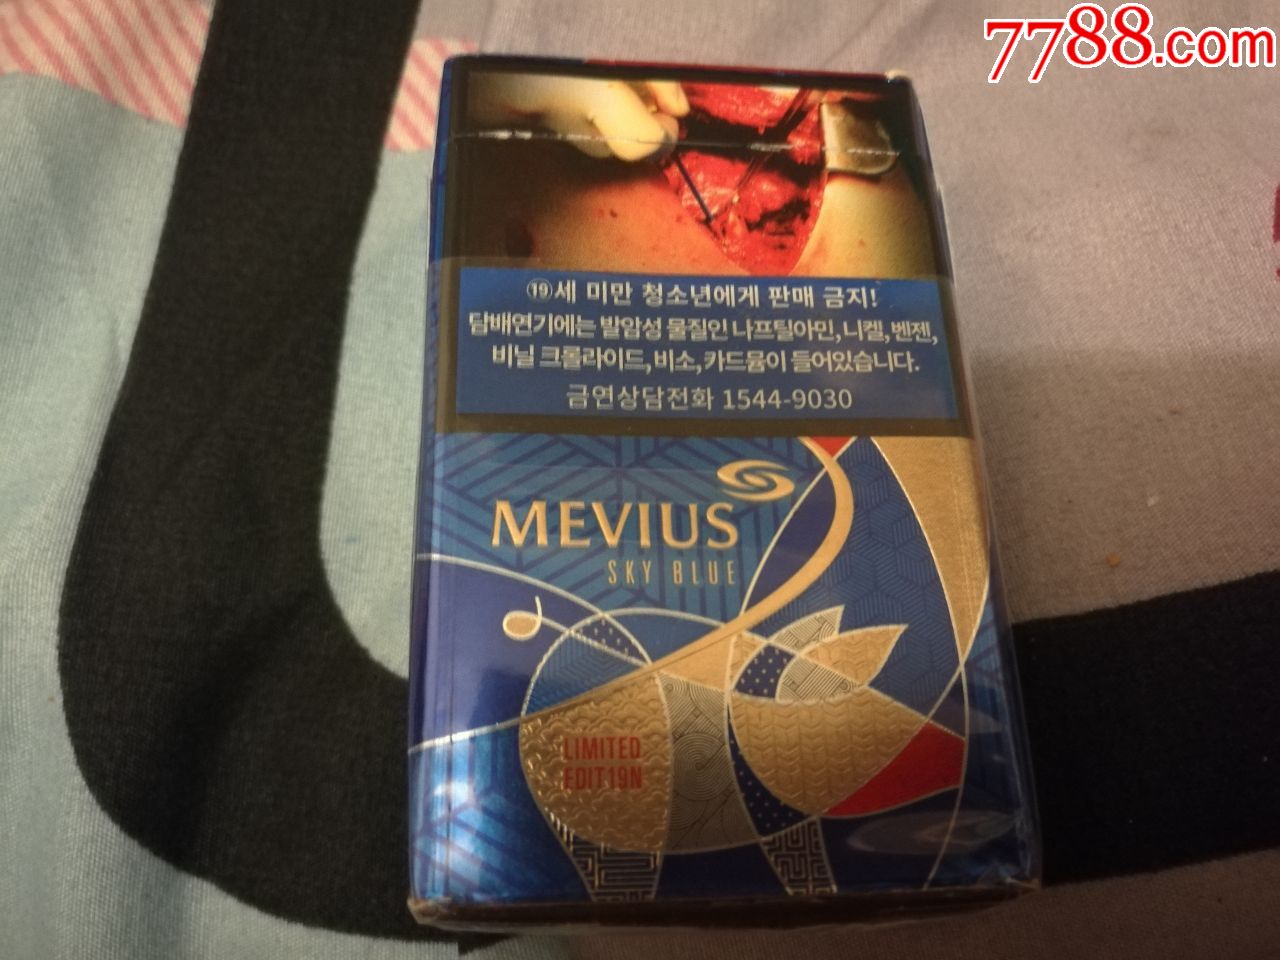 7788.com
⑲세 미만 청소년에게 판매 금지!
담배연기에는 발암성 물질인 나프틸아민, 니켈, 벤젠,
비닐 크롤라이드, 비소, 카드뮴이 들어있습니다.
금연상담전화 1544-9030
MEVIUS
SKY BLUE
LIMITED
EDIT19N